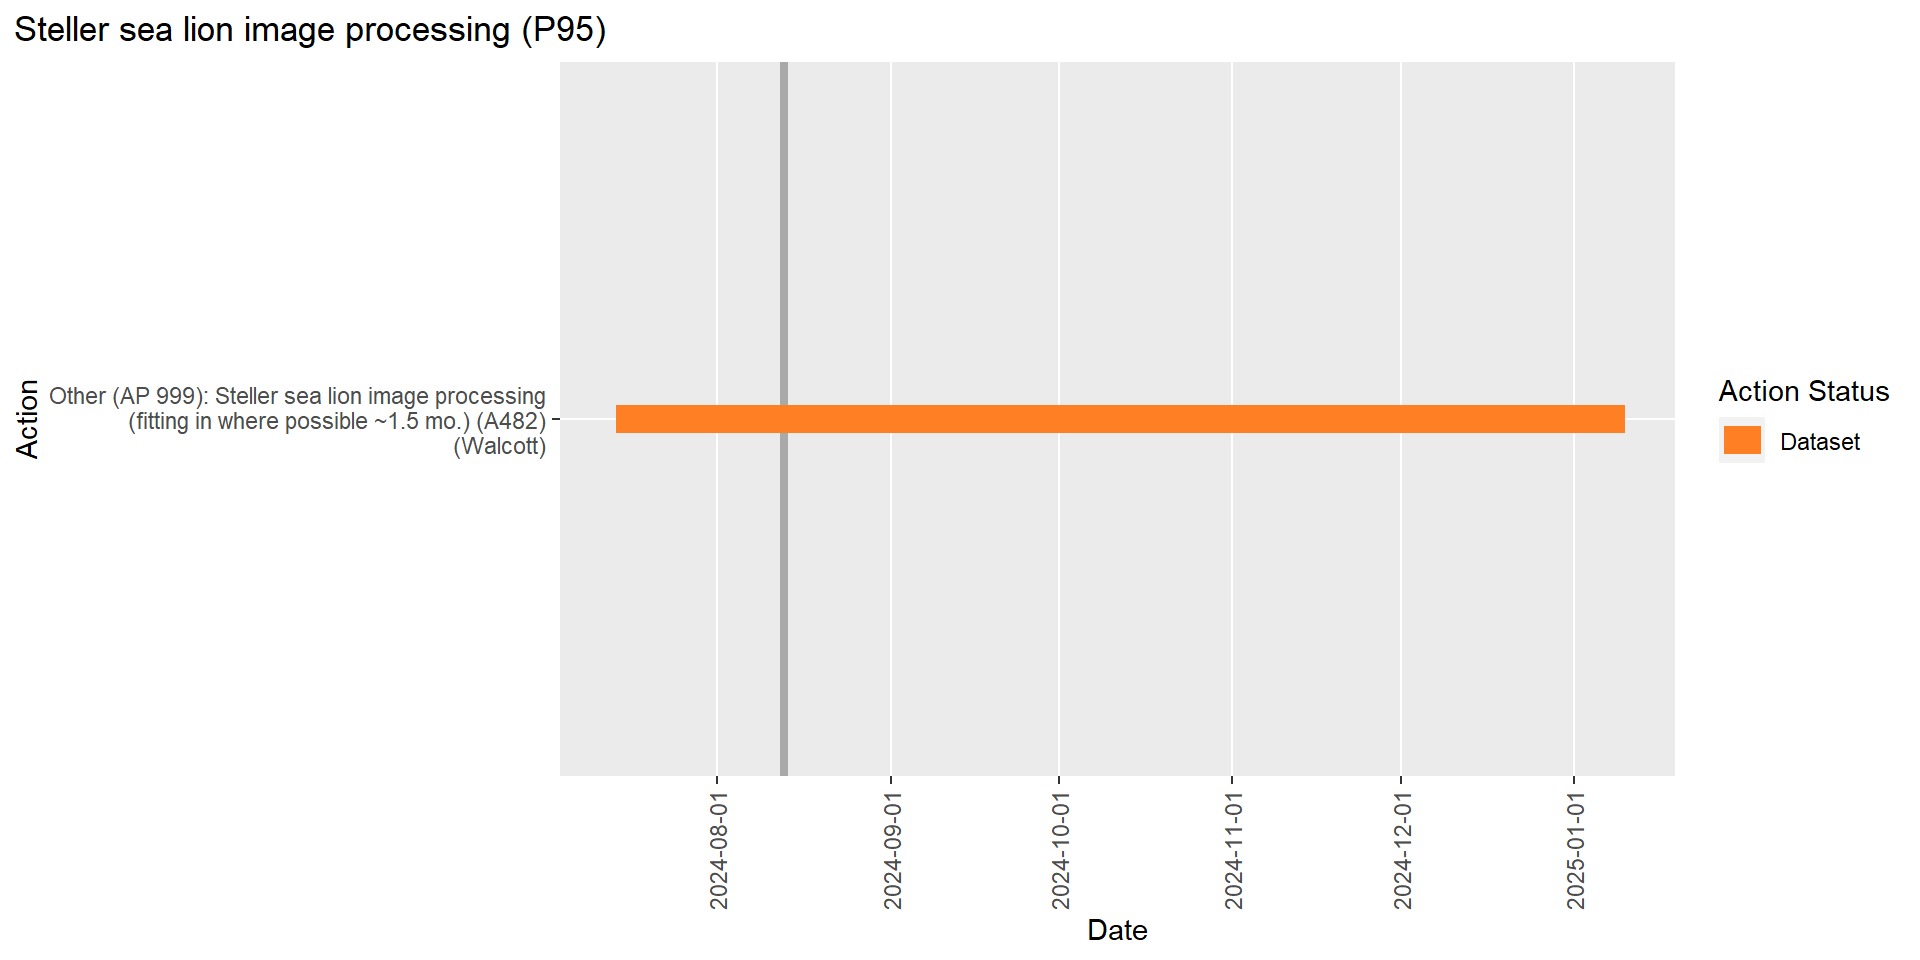 Steller sea lion image processing (P95)
Action
Other (AP 999): Steller sea lion image processing
(fitting in where possible ~1.5 mo.) (A482)
(Walcott)
Action Status
Dataset
2024-08-01
2024-09-01
2024-10-01
2024-11-01
2024-12-01
2025-01-01
Date